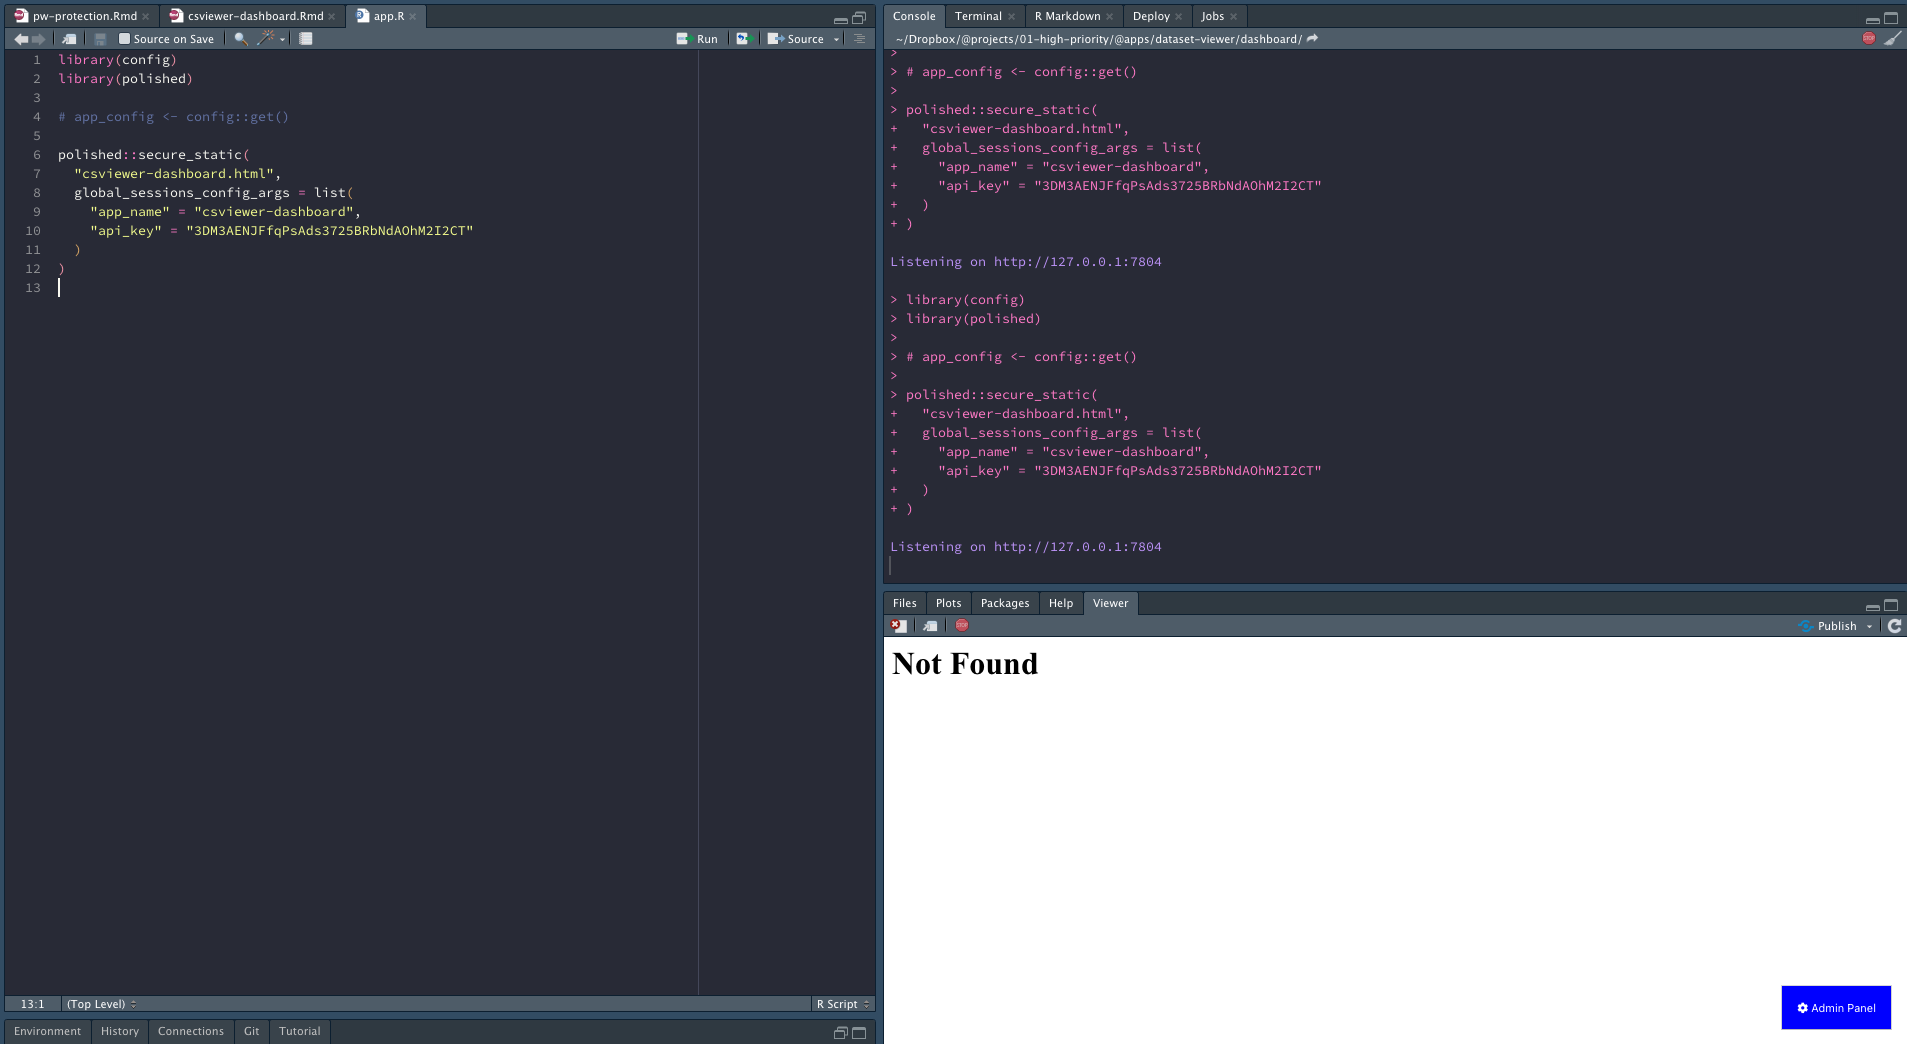 pw-protection.Rmd
csviewer-dashboard.Rmd
app.R
Source on Save
Run
Source
1 library(config)
2 library(polished)
3
4 # app_config <- config::get()
5
6 polished::secure_static(
7 "csviewer-dashboard.html",
8 global_sessions_config_args = list(
9 "app_name" = "csviewer-dashboard",
10 "api_key" = "3DM3AENJFfqPsAds3725BRbNdAOhM2I2CT"
11 )
12 )
13
13:1 (Top Level) R Script
Environment History Connections Git Tutorial
Console Terminal R Markdown Deploy Jobs
~/Dropbox/@projects/01-high-priority/@apps/dataset-viewer/dashboard/
>
> # app_config <- config::get()
>
> polished::secure_static(
+ "csviewer-dashboard.html",
+ global_sessions_config_args = list(
+ "app_name" = "csviewer-dashboard",
+ "api_key" = "3DM3AENJFfqPsAds3725BRbNdAOhM2I2CT"
+ )
+ )
Listening on http://127.0.0.1:7804
> library(config)
> library(polished)
>
> # app_config <- config::get()
>
> polished::secure_static(
+ "csviewer-dashboard.html",
+ global_sessions_config_args = list(
+ "app_name" = "csviewer-dashboard",
+ "api_key" = "3DM3AENJFfqPsAds3725BRbNdAOhM2I2CT"
+ )
+ )
Listening on http://127.0.0.1:7804
Files Plots Packages Help Viewer
Publish
Not Found
Admin Panel